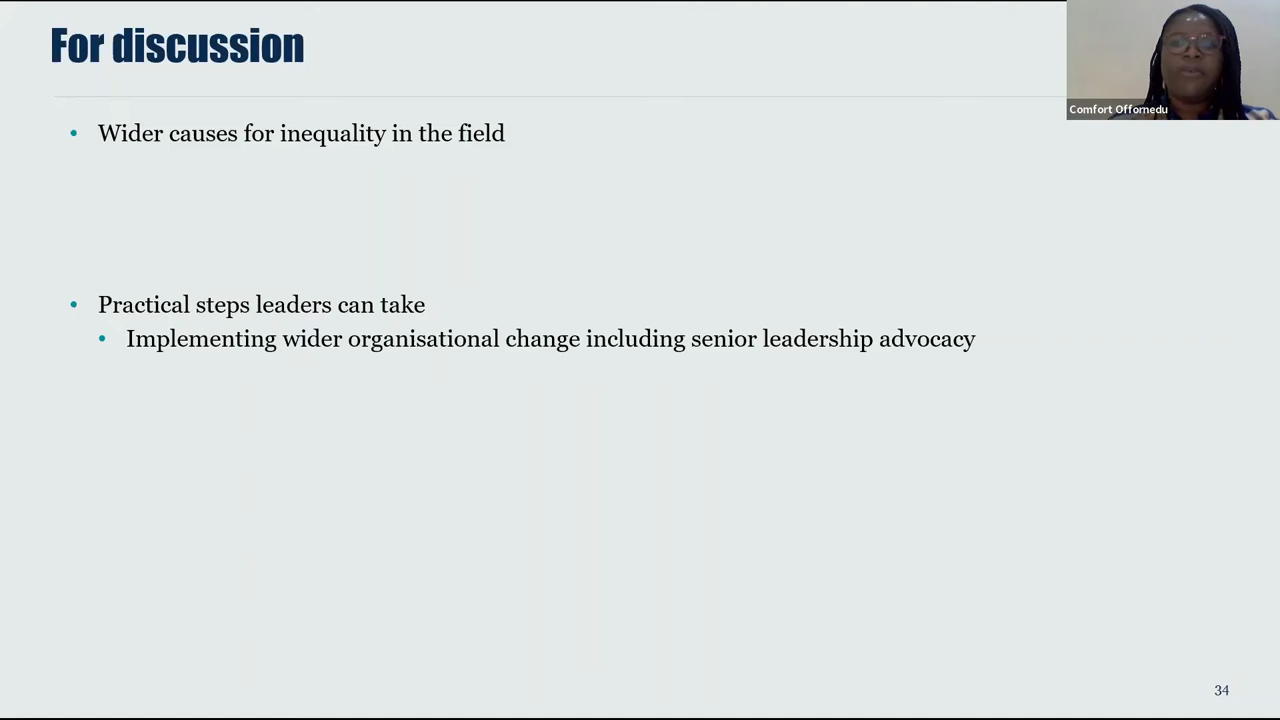 For discussion
Comfort Offornedu
• Wider causes for inequality in the field
• Practical steps leaders can take
• Implementing wider organisational change including senior leadership advocacy
34